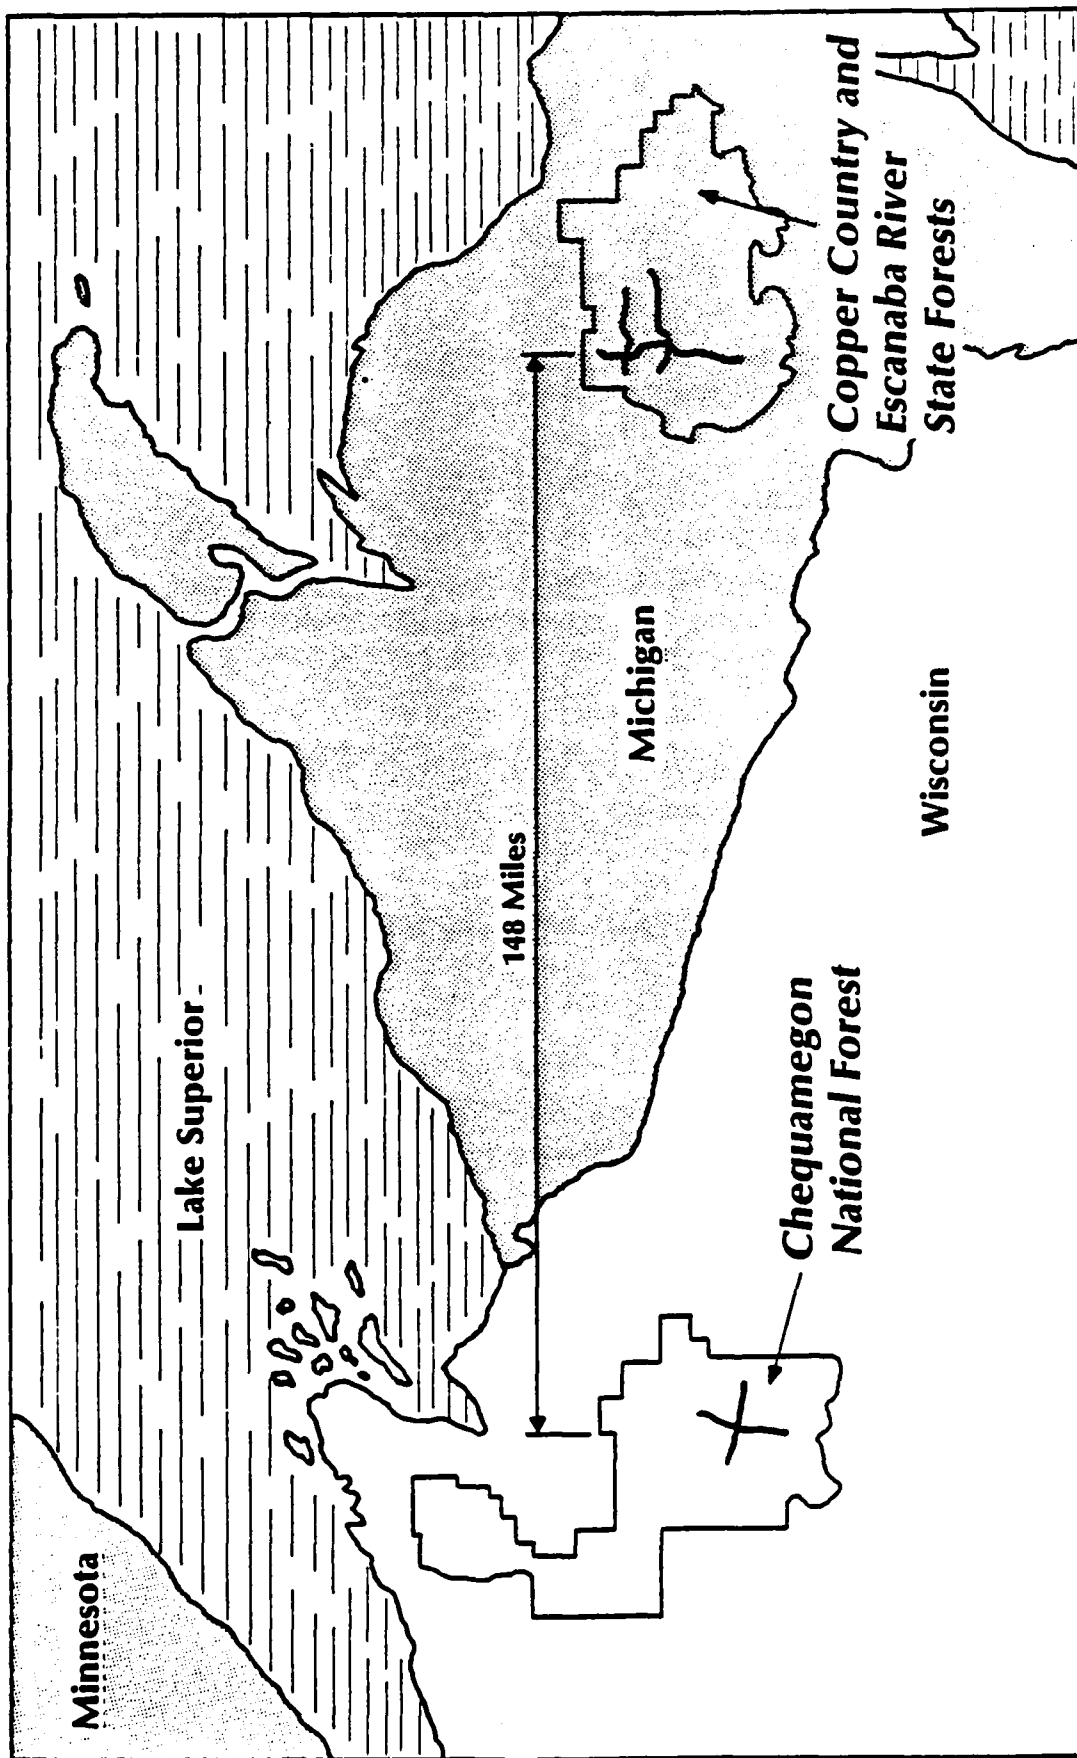 Minnesota
Lake Superior
148 Miles
Michigan
Wisconsin
Chequamegon
National Forest
Copper Country and
Escanaba River
State Forests